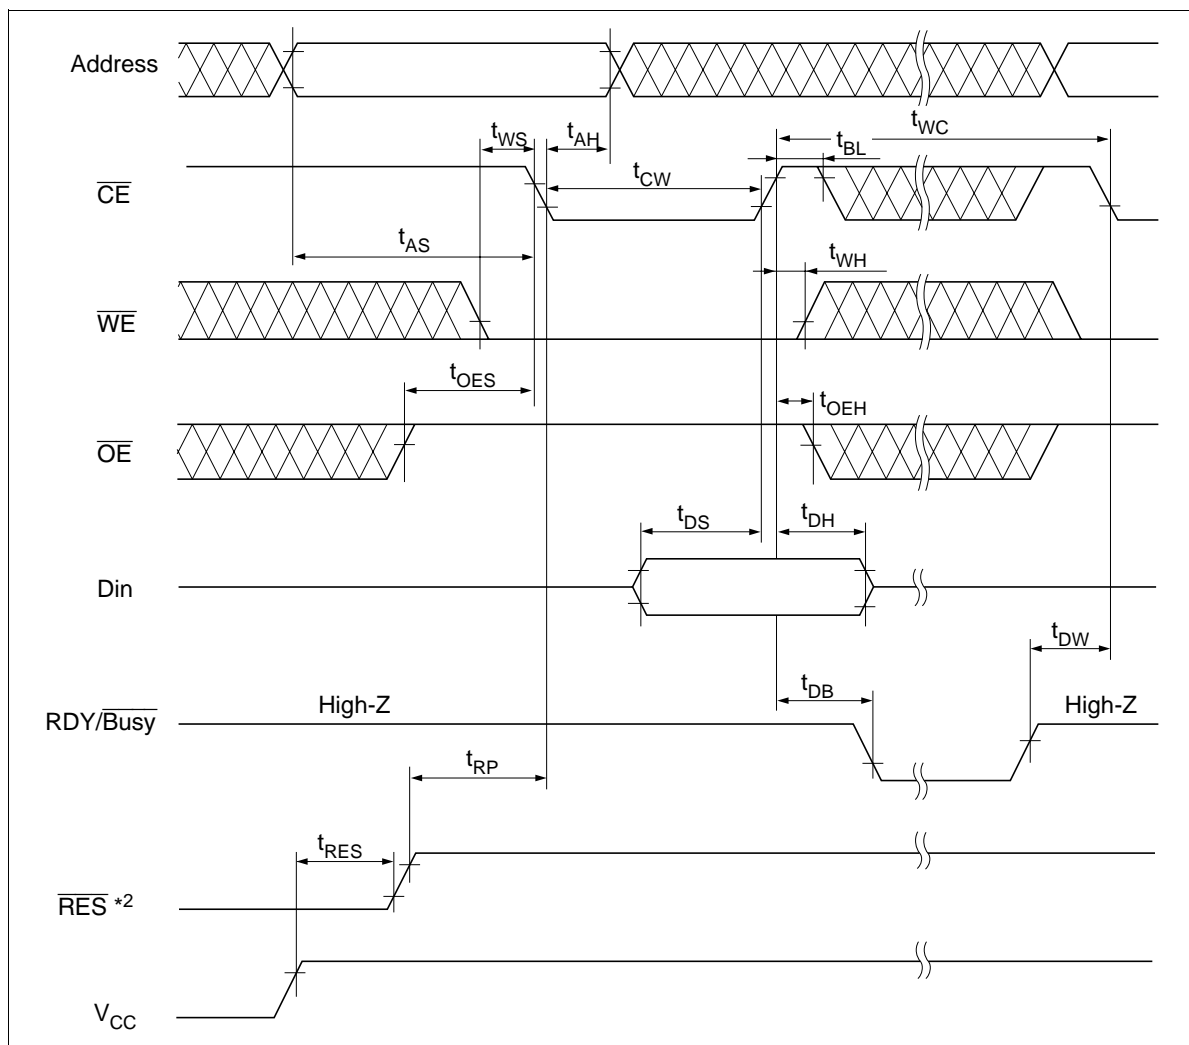 Address
tWC
tWS
tAH
tBL
tCW
CE
tAS
tWH
WE
tOES
tOEH
OE
tDS
tDH
Din
tDW
tDB
High-Z
High-Z
RDY/Busy
tRP
tRES
RES *2
VCC